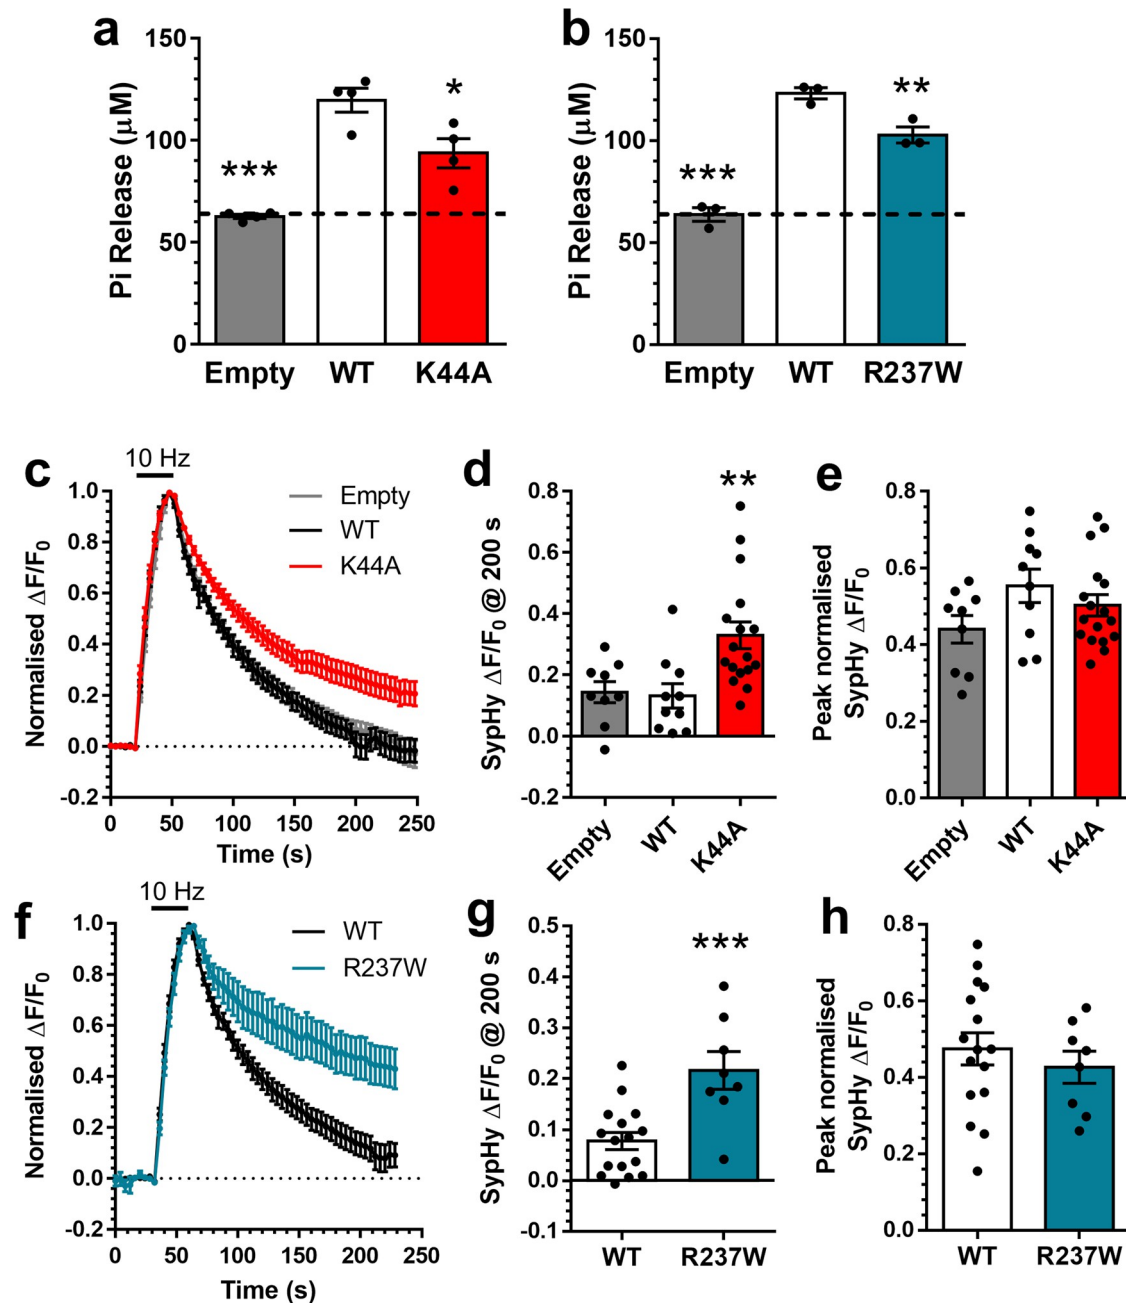 a
150
100
50
0
Pi Release (μM)
***
*
Empty WT K44A
b
150
100
50
0
Pi Release (μM)
***
**
Empty WT R237W
c
10 Hz
Empty
WT
K44A
1.0
0.8
0.6
0.4
0.2
0.0
-0.2
Normalised ΔF/F0
0 50 100 150 200 250
Time (s)
d
**
0.8
0.6
0.4
0.2
0.0
-0.2
SypHy ΔF/F0 @ 200 s
Empty WT K44A
e
0.8
0.6
0.4
0.2
0.0
Peak normalised
SypHy ΔF/F0
Empty WT K44A
f
10 Hz
WT
R237W
1.0
0.8
0.6
0.4
0.2
0.0
-0.2
Normalised ΔF/F0
0 50 100 150 200 250
Time (s)
g
***
0.5
0.4
0.3
0.2
0.1
0.0
-0.1
SypHy ΔF/F0 @ 200 s
WT R237W
h
0.8
0.6
0.4
0.2
0.0
Peak normalised
SypHy ΔF/F0
WT R237W